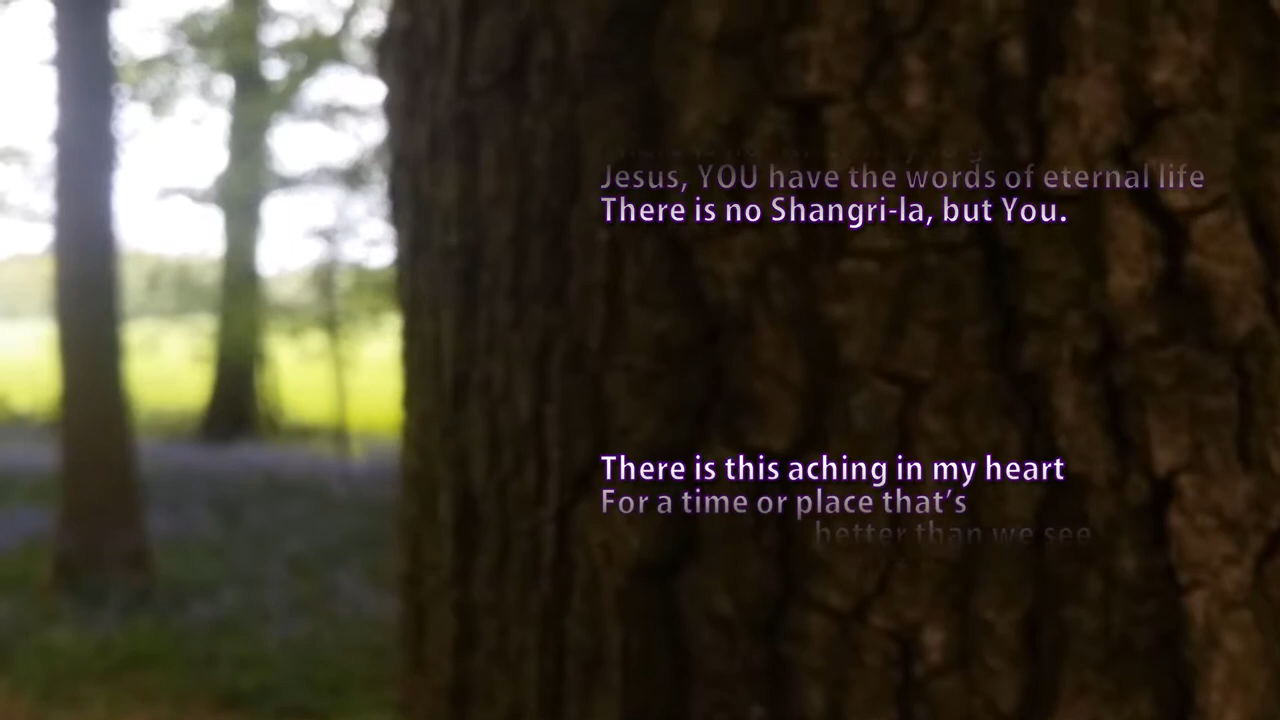 Jesus, YOU have the words of eternal life
There is no Shangri-la, but You.
There is this aching in my heart
For a time or place that's
better than we see